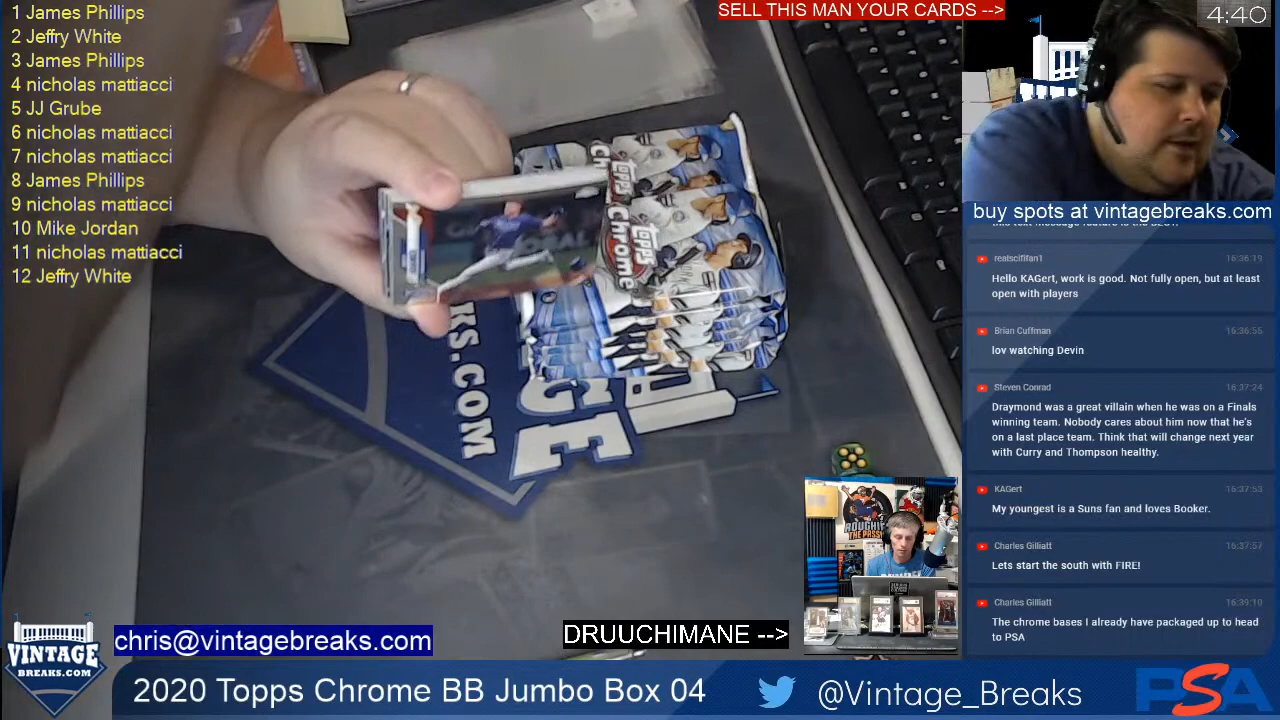 1 James Phillips
2 Jeffry White
3 James Phillips
4 nicholas mattiacci
5 JJ Grube
6 nicholas mattiacci
7 nicholas mattiacci
8 James Phillips
9 nicholas mattiacci
10 Mike Jordan
11 nicholas mattiacci
12 Jeffry White
SELL THIS MAN YOUR CARDS -->
4:40
buy spots at vintagebreaks.com
realscififan1 16:36:19
Hello KAGert, work is good. Not fully open, but at least
open with players
Brian Cuffman 16:36:55
lov watching Devin
Steven Conrad 16:37:24
Draymond was a great villain when he was on a Finals
winning team. Nobody cares about him now that he's
on a last place team. Think that will change next year
with Curry and Thompson healthy.
KAGert 16:37:53
My youngest is a Suns fan and loves Booker.
Charles Gilliatt 16:37:57
Lets start the south with FIRE!
Charles Gilliatt 16:39:10
The chrome bases I already have packaged up to head
to PSA
Topps Chrome
KS.COM
GE
ROUGHING
THE PASSER
VINTAGE
BREAKS.COM
chris@vintagebreaks.com
DRUUCHIMANE -->
2020 Topps Chrome BB Jumbo Box 04
@Vintage_Breaks
PSA